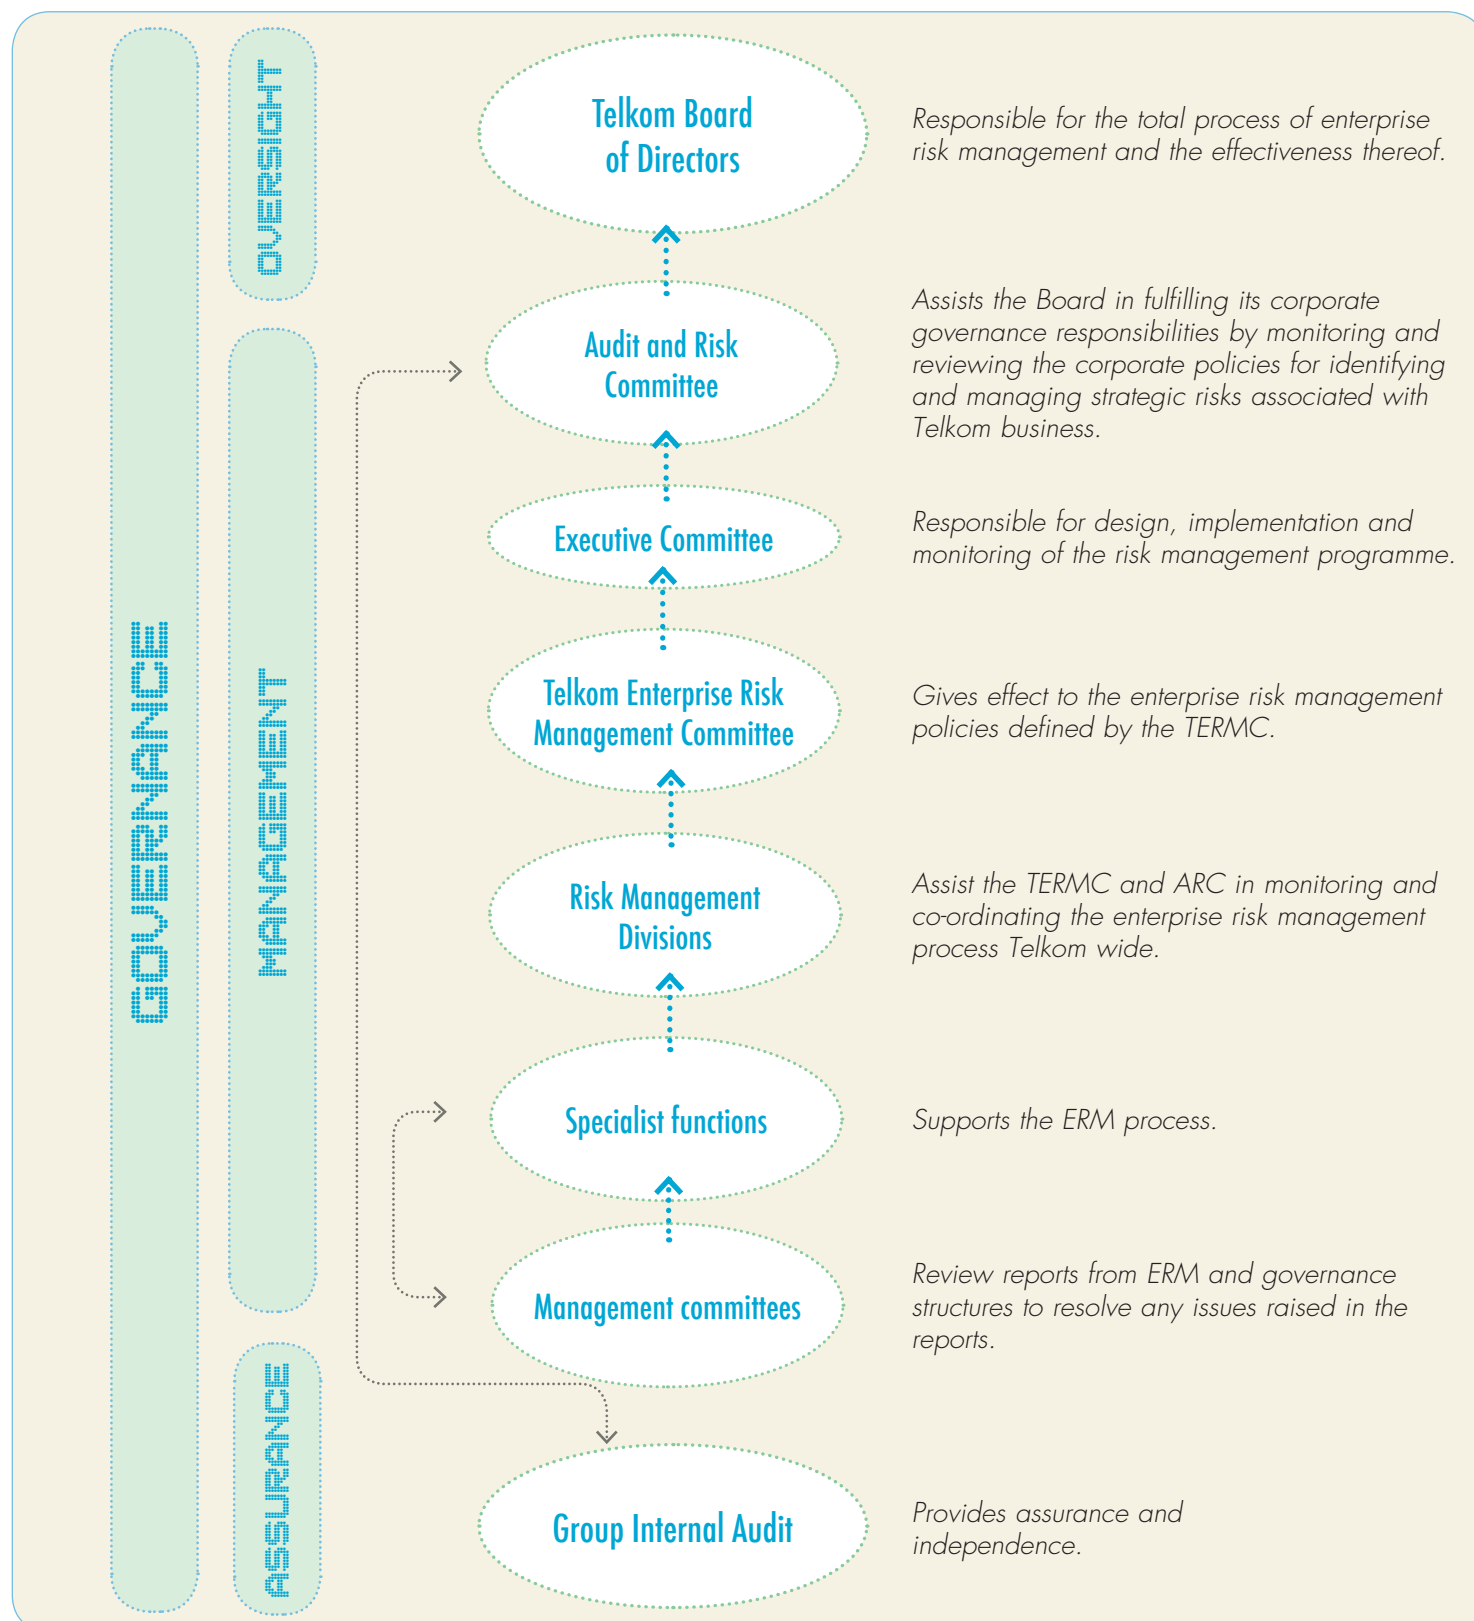 GOVERNANCE
OVERSIGHT
MANAGEMENT
ASSURANCE
Telkom Board
of Directors
Responsible for the total process of enterprise
risk management and the effectiveness thereof.
Audit and Risk
Committee
Assists the Board in fulfilling its corporate
governance responsibilities by monitoring and
reviewing the corporate policies for identifying
and managing strategic risks associated with
Telkom business.
Executive Committee
Responsible for design, implementation and
monitoring of the risk management programme.
Telkom Enterprise Risk
Management Committee
Gives effect to the enterprise risk management
policies defined by the TERMC.
Risk Management
Divisions
Assist the TERMC and ARC in monitoring and
co-ordinating the enterprise risk management
process Telkom wide.
Specialist functions
Supports the ERM process.
Management committees
Review reports from ERM and governance
structures to resolve any issues raised in the
reports.
Group Internal Audit
Provides assurance and
independence.